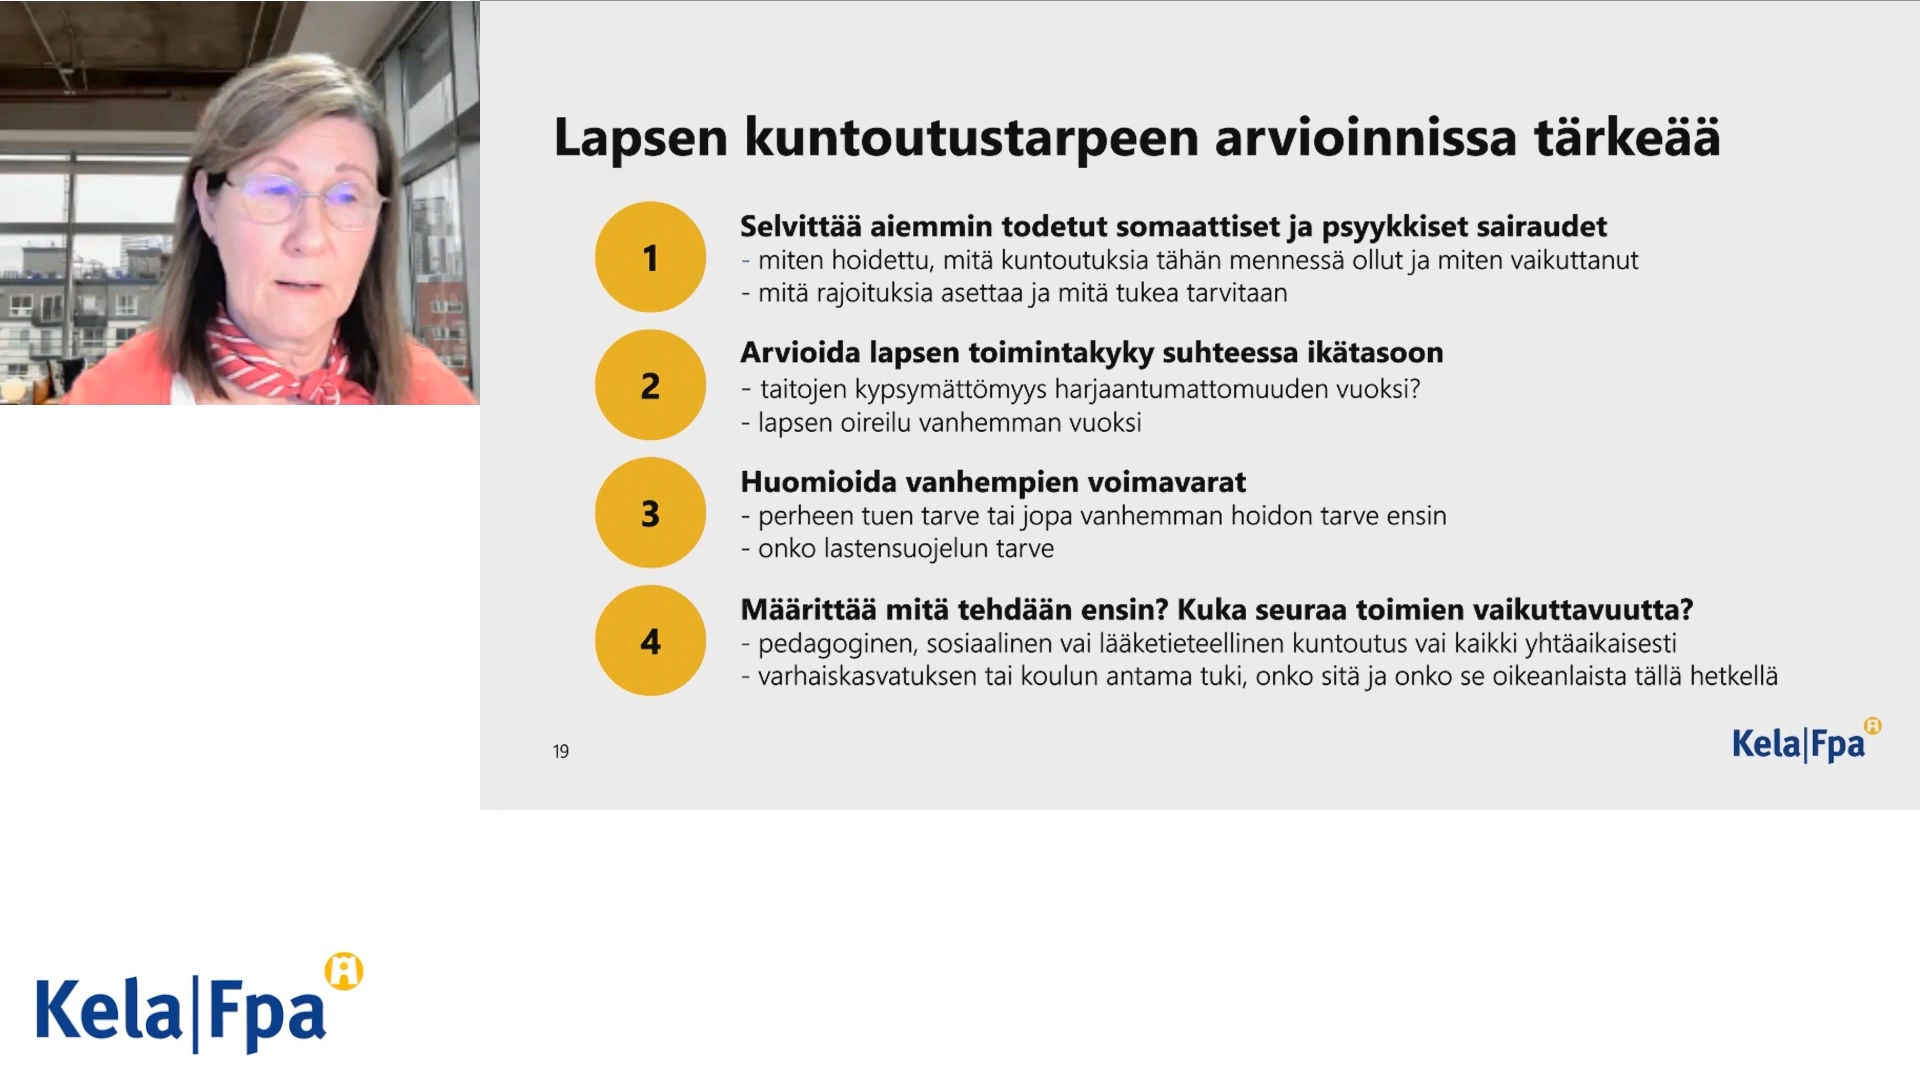 Lapsen kuntoutustarpeen arvioinnissa tärkeää
1
Selvittää aiemmin todetut somaattiset ja psyykkiset sairaudet
- miten hoidettu, mitä kuntoutuksia tähän mennessä ollut ja miten vaikuttanut
- mitä rajoituksia asettaa ja mitä tukea tarvitaan
2
Arvioida lapsen toimintakyky suhteessa ikätasoon
- taitojen kypsymättömyys harjaantumattomuuden vuoksi?
- lapsen oireilu vanhemman vuoksi
3
Huomioida vanhempien voimavarat
- perheen tuen tarve tai jopa vanhemman hoidon tarve ensin
- onko lastensuojelun tarve
4
Määrittää mitä tehdään ensin? Kuka seuraa toimien vaikuttavuutta?
- pedagoginen, sosiaalinen vai lääketieteellinen kuntoutus vai kaikki yhtäaikaisesti
- varhaiskasvatuksen tai koulun antama tuki, onko sitä ja onko se oikeanlaista tällä hetkellä
19
Kela|Fpa
Kela|Fpa